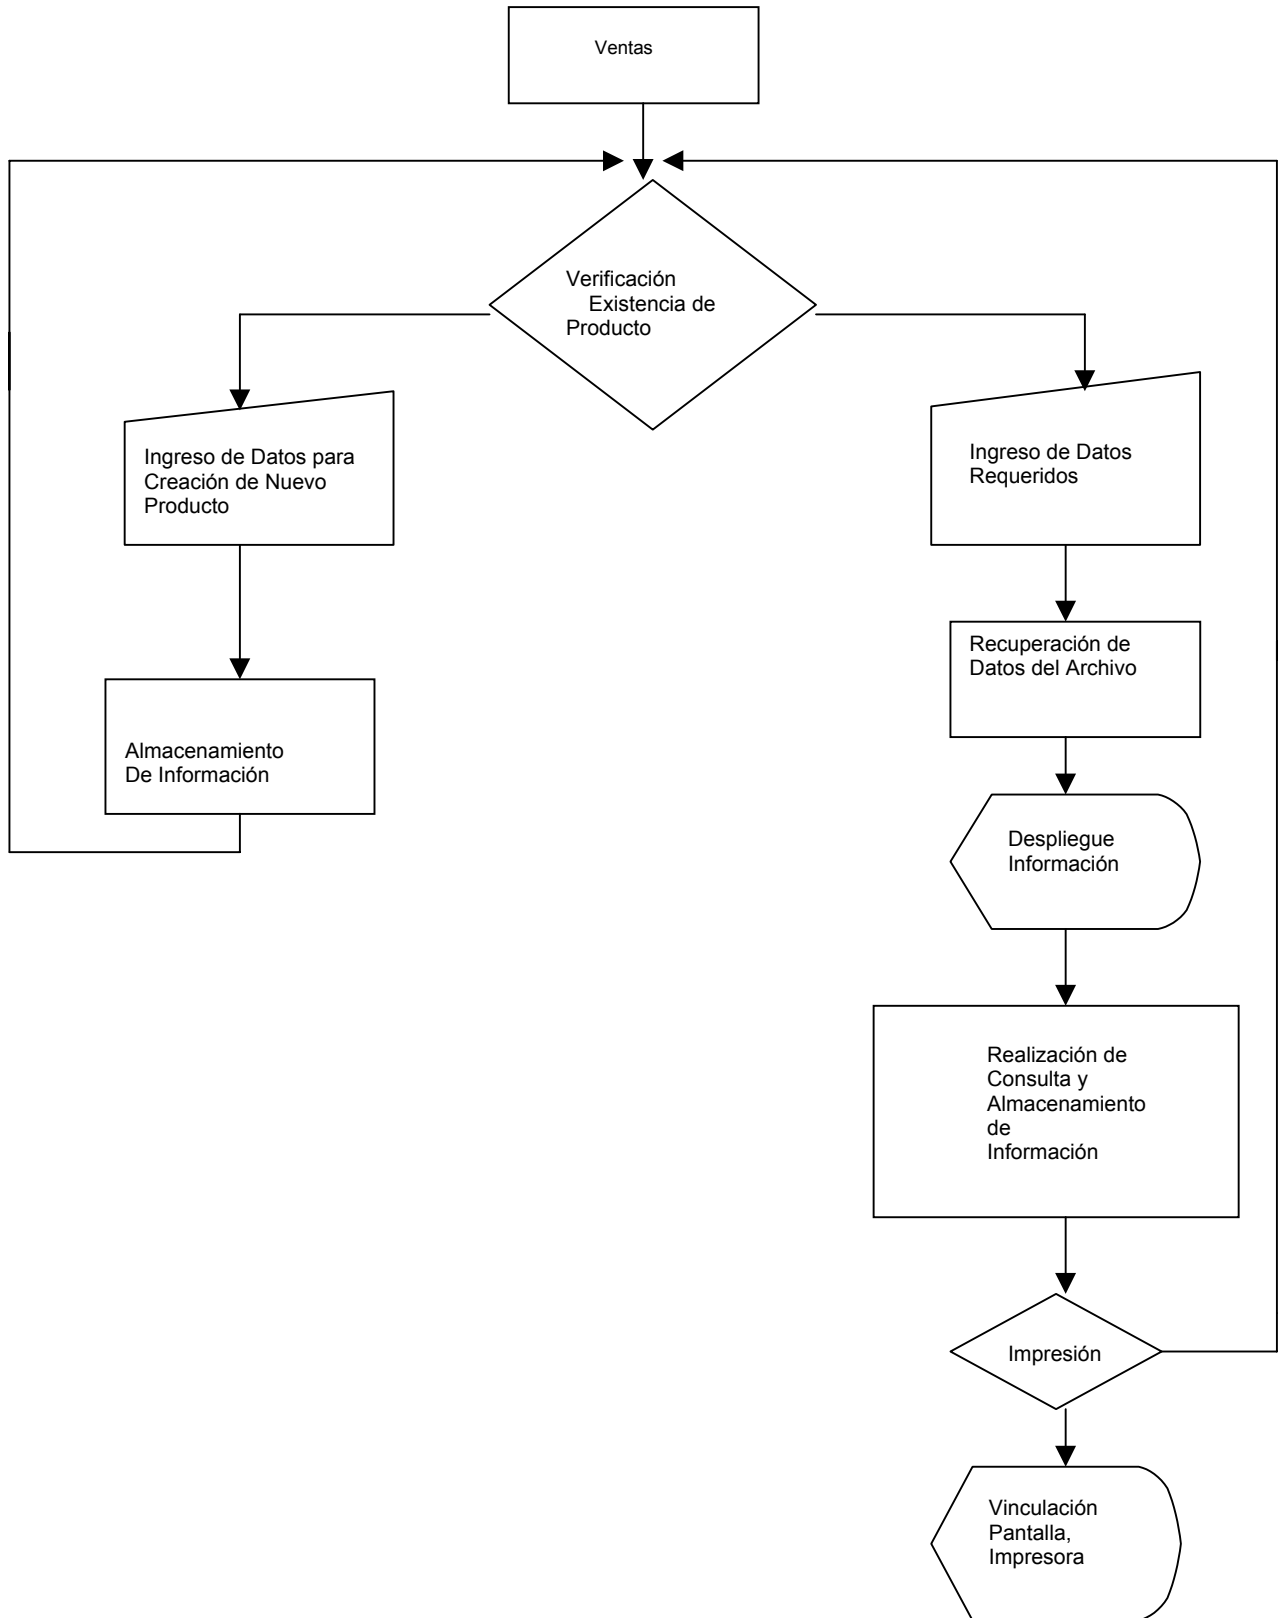 Ventas
Verificación
Existencia de
Producto
Ingreso de Datos para
Creación de Nuevo
Producto
Ingreso de Datos
Requeridos
Recuperación de
Datos del Archivo
Almacenamiento
De Información
Despliegue
Información
Realización de
Consulta y
Almacenamiento
de
Información
Impresión
Vinculación
Pantalla,
Impresora